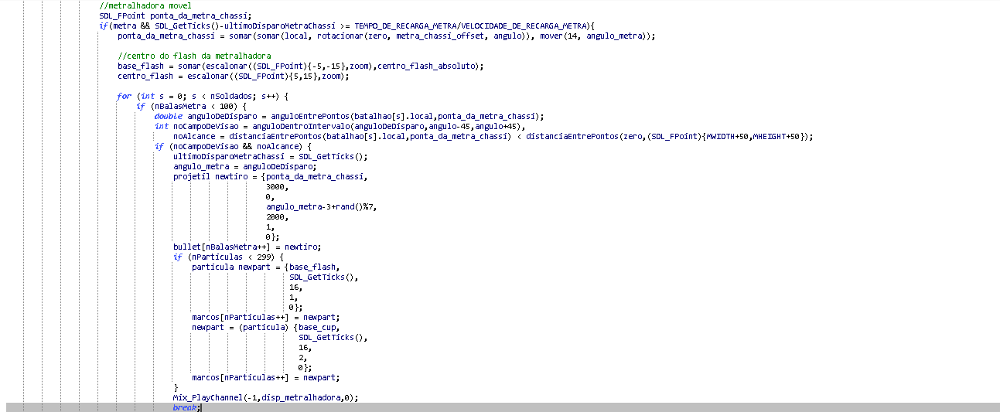 //metralhadora movel
SDL_FPoint ponta_da_metra_chassi;
if(metra && SDL_GetTicks()-ultimoDisparoMetraChassi >= TEMPO_DE_RECARGA_METRA/VELOCIDADE_DE_RECARGA_METRA){
ponta_da_metra_chassi = somar(somar(local, rotacionar(zero, metra_chassi_offset, angulo)), mover(14, angulo_metra));
//centro do flash da metralhadora
base_flash = somar(escalonar((SDL_FPoint){-5,-15},zoom),centro_flash_absoluto);
centro_flash = escalonar((SDL_FPoint){5,15},zoom);
for (int s = 0; s < nSoldados; s++) {
if (nBalasMetra < 100) {
double anguloDeDisparo = anguloEntrePontos(batalhao[s].local,ponta_da_metra_chassi);
int noCampoDeVisao = anguloDentroIntervalo(anguloDeDisparo,angulo-45,angulo+45),
noAlcance = distanciaEntrePontos(batalhao[s].local,ponta_da_metra_chassi) < distanciaEntrePontos(zero,(SDL_FPoint){MWIDTH+50,MHEIGHT+50});
if (noCampoDeVisao && noAlcance) {
ultimoDisparoMetraChassi = SDL_GetTicks();
angulo_metra = anguloDeDisparo;
projetil newtiro = {ponta_da_metra_chassi,
3000,
0,
angulo_metra-3+rand()%7,
2000,
1,
0};
bullet[nBalasMetra++] = newtiro;
if (nParticulas < 299) {
particula newpart = {base_flash,
SDL_GetTicks(),
16,
1,
0};
marcos[nParticulas++] = newpart;
newpart = (particula) {base_cup,
SDL_GetTicks(),
16,
2,
0};
marcos[nParticulas++] = newpart;
}
Mix_PlayChannel(-1,disp_metralhadora,0);
break;